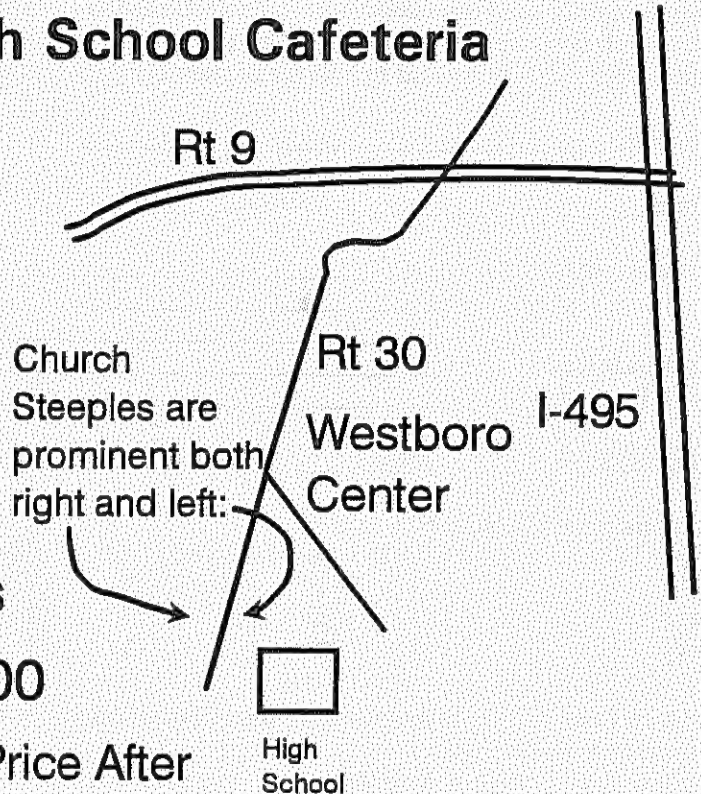 h School Cafeteria
Rt 9
Rt 30
Church
Steeples are
prominent both
right and left:
Westboro
Center
I-495
s
00
Price After
High
School